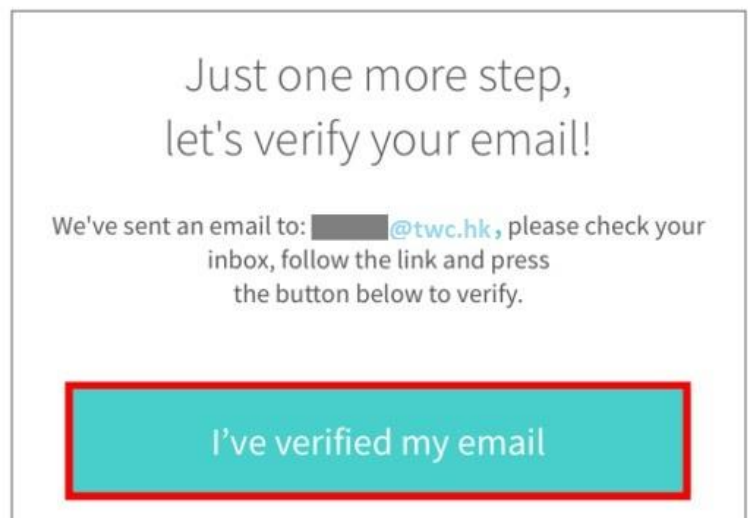 Just one more step,
let's verify your email!
We've sent an email to: @twc.hk, please check your
inbox, follow the link and press
the button below to verify.
I’ve verified my email